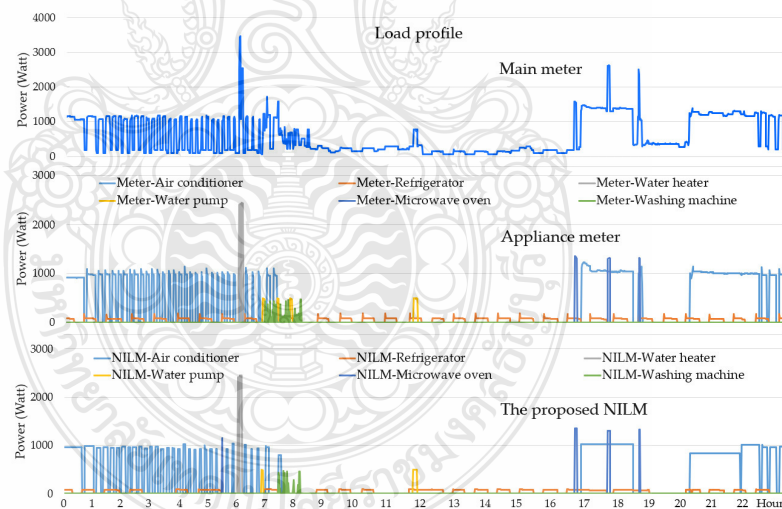 Load profile
Main meter
Power (Watt)
4000
3000
2000
1000
0
Meter-Air conditioner Meter-Refrigerator Meter-Water heater
Meter-Water pump Meter-Microwave oven Meter-Washing machine
Appliance meter
Power (Watt)
3000
2000
1000
0
NILM-Air conditioner NILM-Refrigerator NILM-Water heater
NILM-Water pump NILM-Microwave oven NILM-Washing machine
The proposed NILM
Power (Watt)
3000
2000
1000
0
0 1 2 3 4 5 6 7 8 9 10 11 12 13 14 15 16 17 18 19 20 21 22 Hour